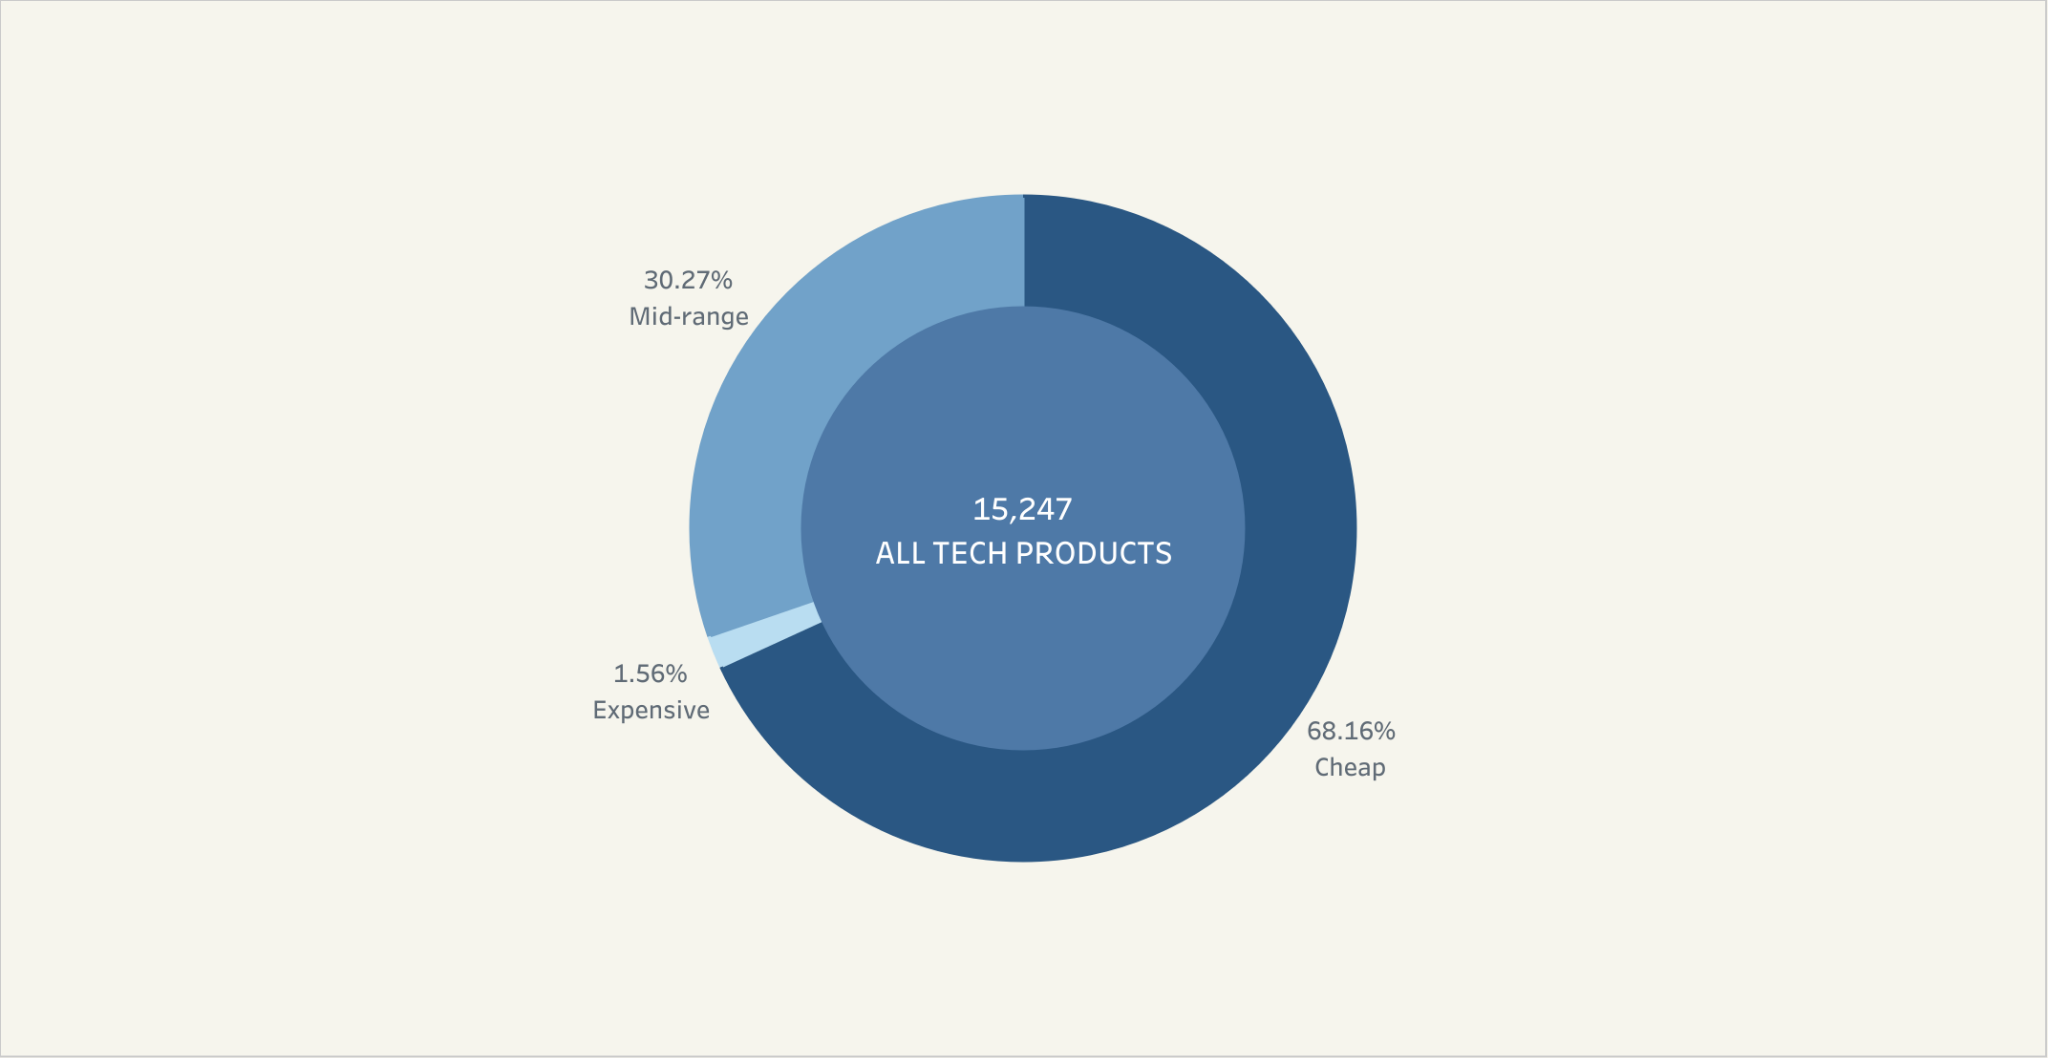 30.27%
Mid-range
15,247
ALL TECH PRODUCTS
1.56%
Expensive
68.16%
Cheap